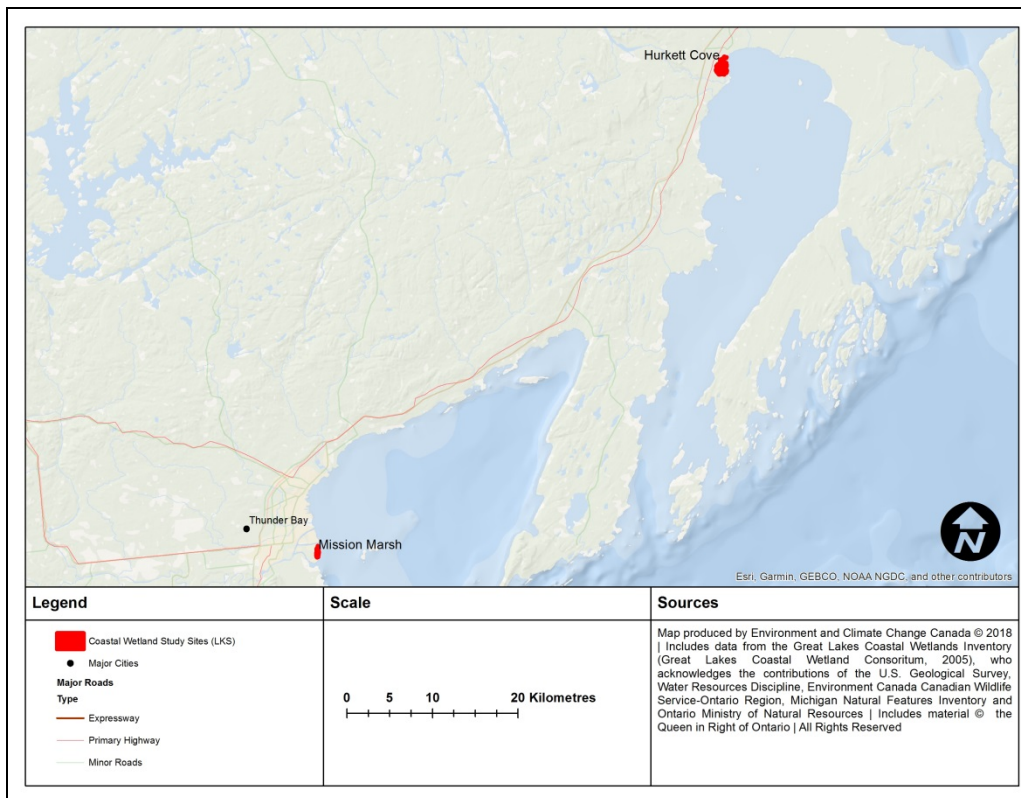 Hurkett Cove
Thunder Bay
Mission Marsh
N
Esri, Garmin, GEBCO, NOAA NGDC, and other contributors
Legend
Coastal Wetland Study Sites (LKS)
Major Cities
Major Roads
Type
Expressway
Primary Highway
Minor Roads
Scale
0 5 10 20 Kilometres
Sources
Map produced by Environment and Climate Change Canada © 2018
| Includes data from the Great Lakes Coastal Wetlands Inventory
(Great Lakes Coastal Wetland Consoritum, 2005), who
acknowledges the contributions of the U.S. Geological Survey,
Water Resources Discipline, Environment Canada Canadian Wildlife
Service-Ontario Region, Michigan Natural Features Inventory and
Ontario Ministry of Natural Resources | Includes material © the
Queen in Right of Ontario | All Rights Reserved